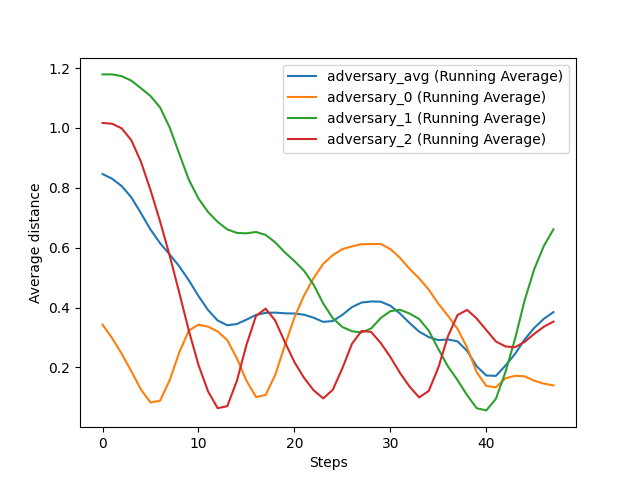 adversary_avg (Running Average)
adversary_0 (Running Average)
adversary_1 (Running Average)
adversary_2 (Running Average)
Average distance
1.2
1.0
0.8
0.6
0.4
0.2
0 10 20 30 40
Steps